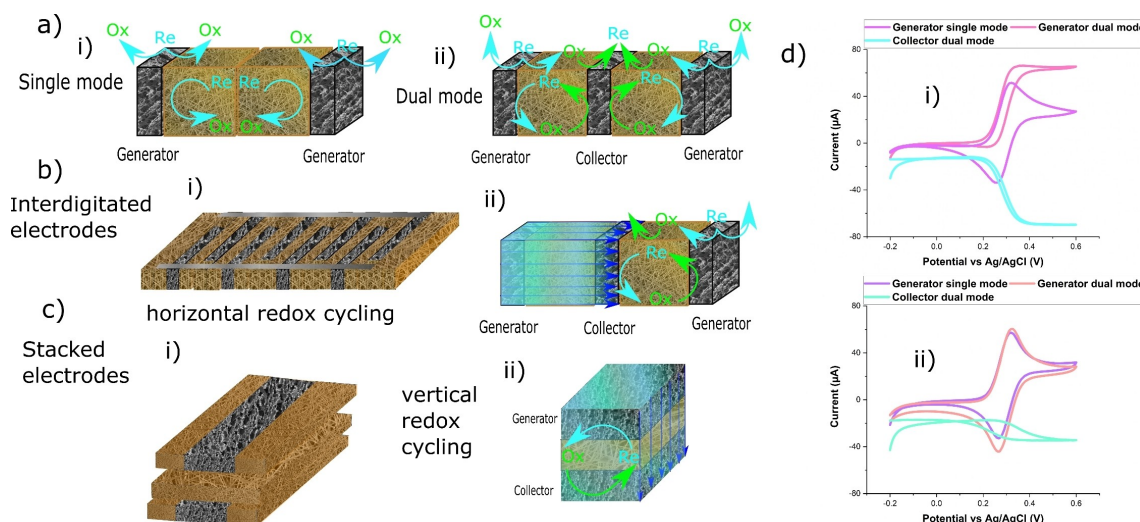 a)
i)
Single mode
Ox
Re
Ox
Ox
Re
Ox
Re
Re
Ox
Ox
Generator
Generator
ii)
Dual mode
Ox
Re
Ox
Re
Ox
Re
Ox
Re
Re
Ox
Ox
Generator
Collector
Generator
b)
Interdigitated
electrodes
i)
horizontal redox cycling
ii)
Ox
Re
Re
Ox
Generator
Collector
Generator
c)
Stacked
electrodes
i)
vertical
redox
cycling
ii)
Generator
Ox
Re
Collector
d)
Generator single mode
Generator dual mode
Collector dual mode
i)
Current (μA)
80
40
0
-40
-80
-0.2
0.0
0.2
0.4
0.6
Potential vs Ag/AgCl (V)
Generator single mode
Generator dual mode
Collector dual mode
ii)
Current (μA)
80
40
0
-40
-80
-0.2
0.0
0.2
0.4
0.6
Potential vs Ag/AgCl (V)